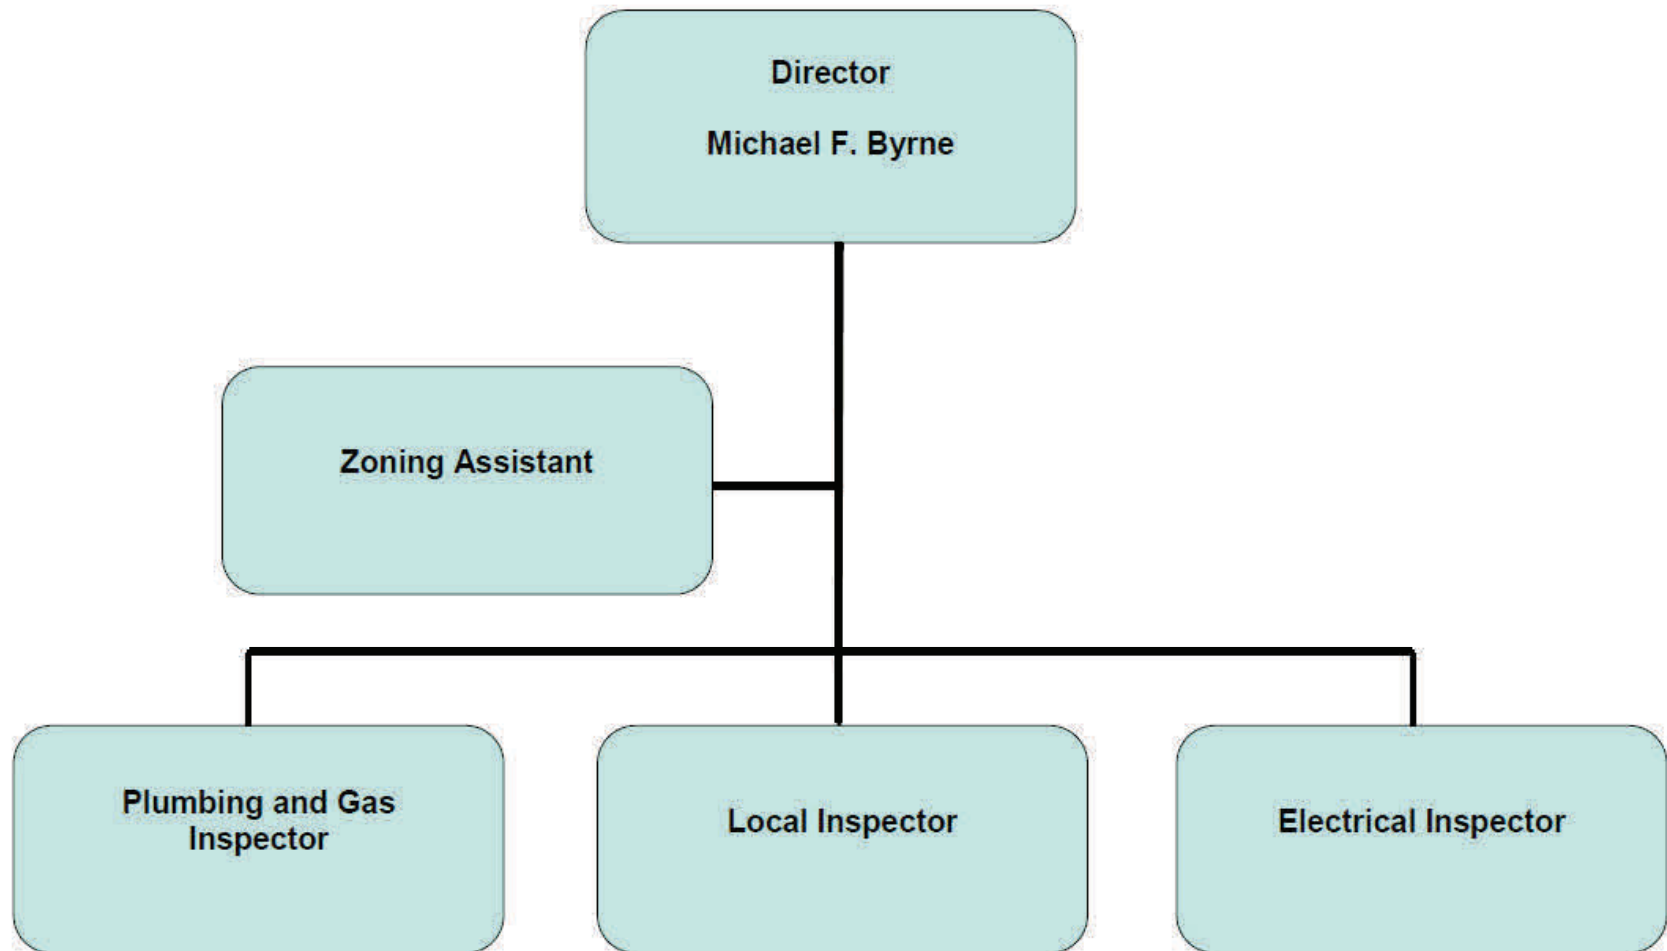 Director
Michael F. Byrne
Zoning Assistant
Plumbing and Gas
Inspector
Local Inspector
Electrical Inspector